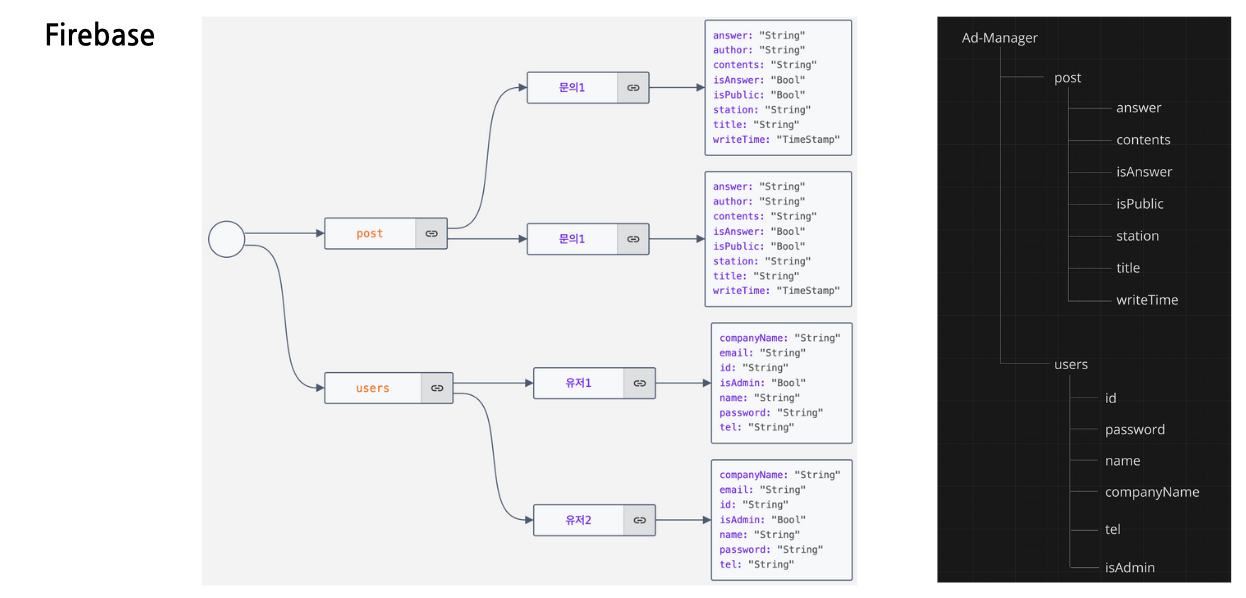 Firebase
post
users
문의1
문의1
유저1
유저2
answer: "String"
author: "String"
contents: "String"
isAnswer: "Bool"
isPublic: "Bool"
station: "String"
title: "String"
writeTime: "TimeStamp"
answer: "String"
author: "String"
contents: "String"
isAnswer: "Bool"
isPublic: "Bool"
station: "String"
title: "String"
writeTime: "TimeStamp"
companyName: "String"
email: "String"
id: "String"
isAdmin: "Bool"
name: "String"
password: "String"
tel: "String"
companyName: "String"
email: "String"
id: "String"
isAdmin: "Bool"
name: "String"
password: "String"
tel: "String"
Ad-Manager
post
answer
contents
isAnswer
isPublic
station
title
writeTime
users
id
password
name
companyName
tel
isAdmin